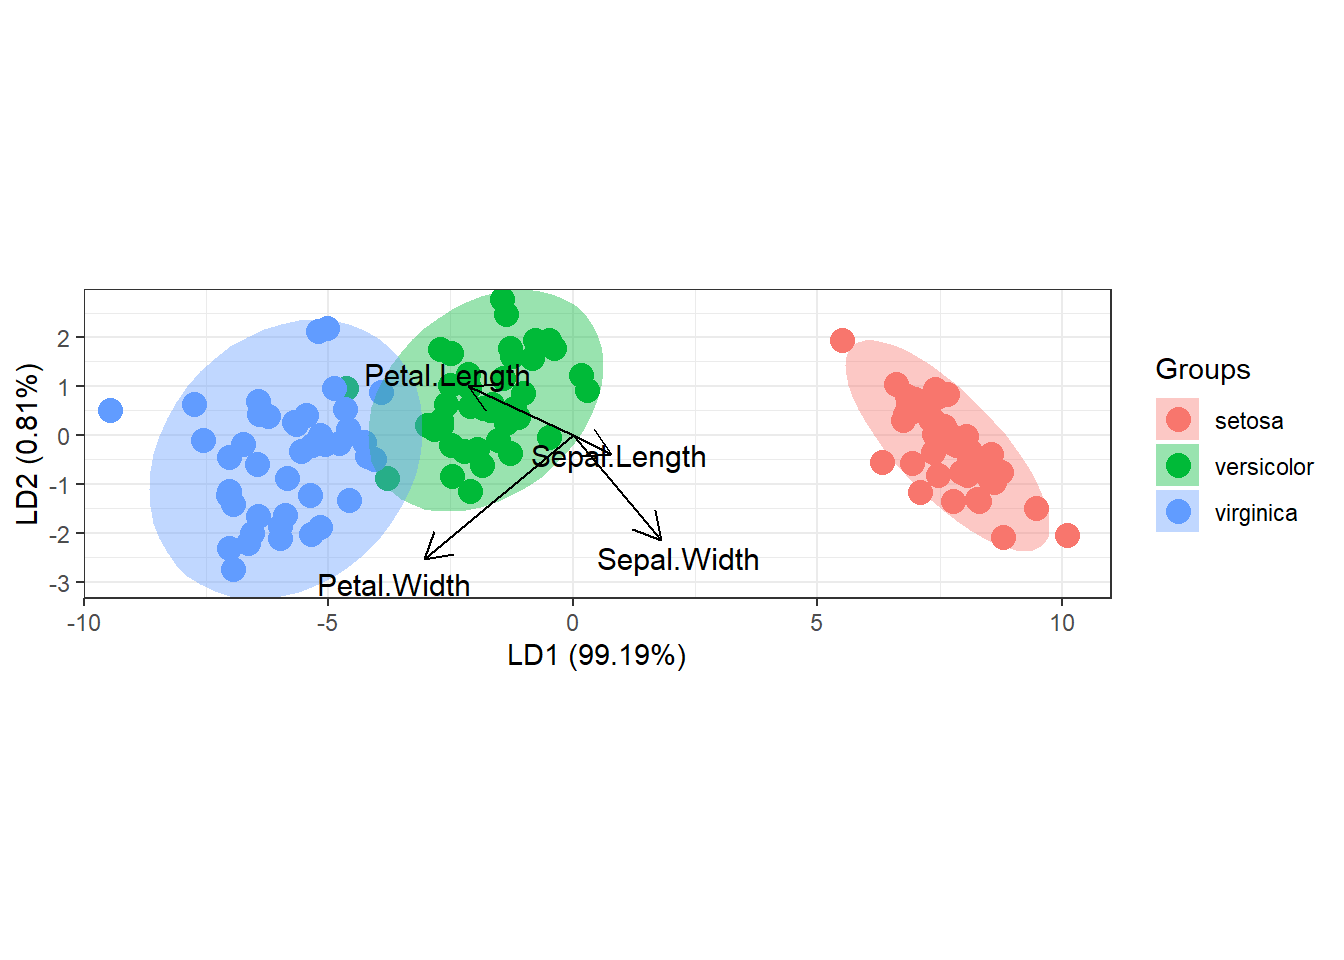 Petal.Length
Sepal.Length
Sepal.Width
Petal.Width
2
1
0
-1
-2
-3
-10
-5
0
5
10
LD1 (99.19%)
LD2 (0.81%)
Groups
setosa
versicolor
virginica